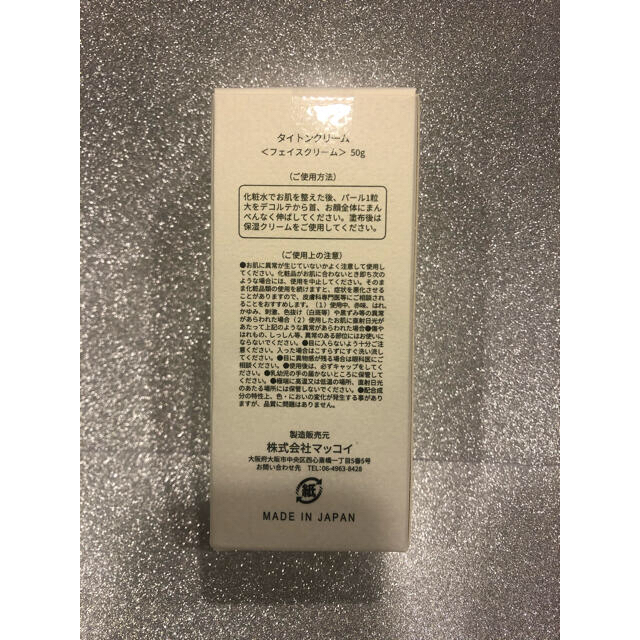 タイトンクリーム
＜フェイスクリーム＞ 50g
（ご使用方法）
化粧水でお肌を整えた後、パール1粒
大をデコルテから首、お顔全体にまん
べんなく伸ばしてください。塗布後は
保湿クリームをご使用してください。
（ご使用上の注意）
●お肌に異常が生じていないかよく注意して使用し
てください。化粧品がお肌に合わないとき即ち次の
ような場合には、使用を中止してください。そのまま
化粧品類の使用を続けますと、症状を悪化させる
ことがありますので、皮膚科専門医等にご相談され
ることをおすすめします。（1）使用中、赤味、はれ、
かゆみ、刺激、色抜け（白斑等）や黒ずみ等の異常
があらわれた場合（2）使用したお肌に直射日光が
あたって上記のような異常があらわれた場合●傷や
はれもの、しっしん等、異常のある部位にはお使いに
ならないでください。●目に入らないよう十分ご注
意ください。入った場合はこすらずにすぐ洗い流し
てください。●目に異物感が残る場合は眼科医にご
相談ください。●使用後は、必ずキャップをしてくだ
さい。●乳幼児の手の届かないところに保管してく
ださい。●極端に高温又は低温の場所、直射日光
のあたる場所には保管しないでください。●配合成
分の特性上、色・においの変化が発生する事があり
ますが、品質に問題はありません。
製造販売元
株式会社マッコイ
大阪府大阪市中央区西心斎橋一丁目5番5号
お問い合わせ先 TEL:06-4963-8428
紙
MADE IN JAPAN